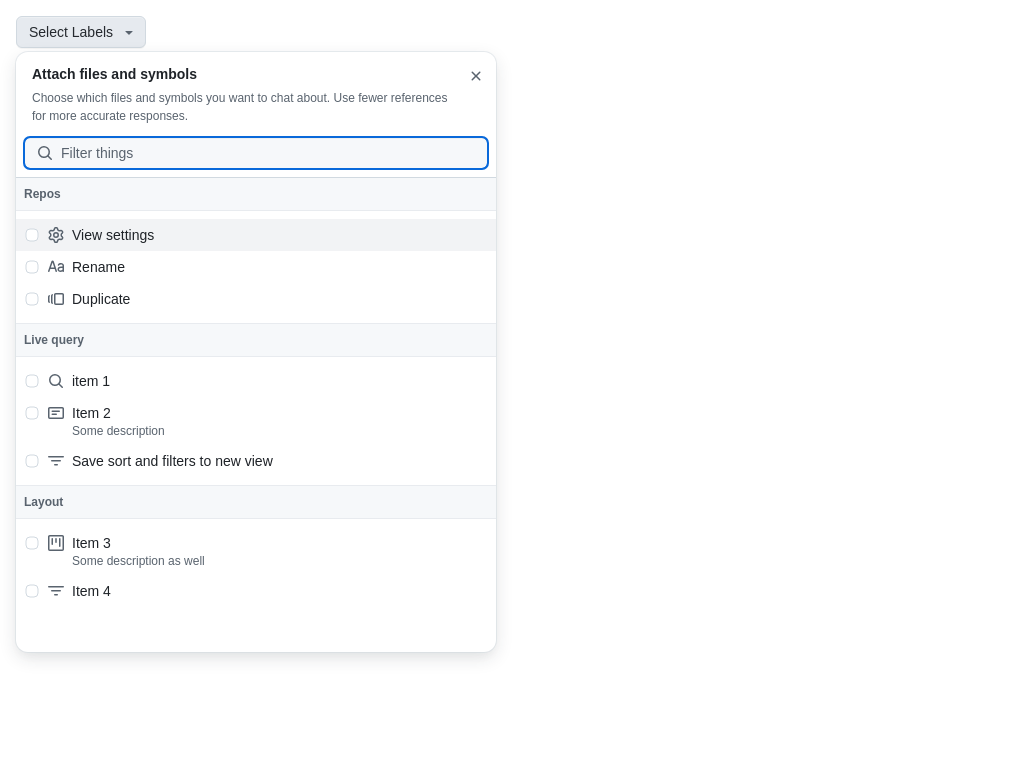 Select Labels
Attach files and symbols
Choose which files and symbols you want to chat about. Use fewer references
for more accurate responses.
Filter things
Repos
View settings
Rename
Duplicate
Live query
item 1
Item 2
Some description
Save sort and filters to new view
Layout
Item 3
Some description as well
Item 4